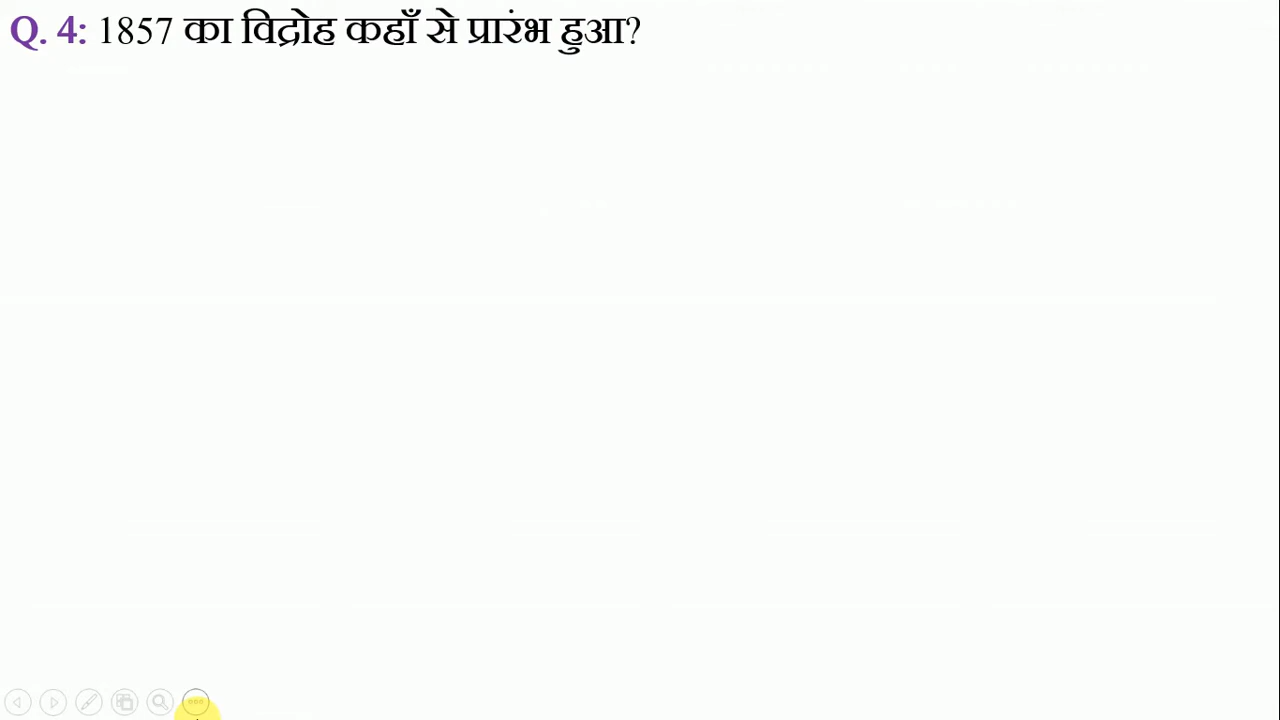 Q. 4: 1857 का विद्रोह कहाँ से प्रारंभ हुआ?